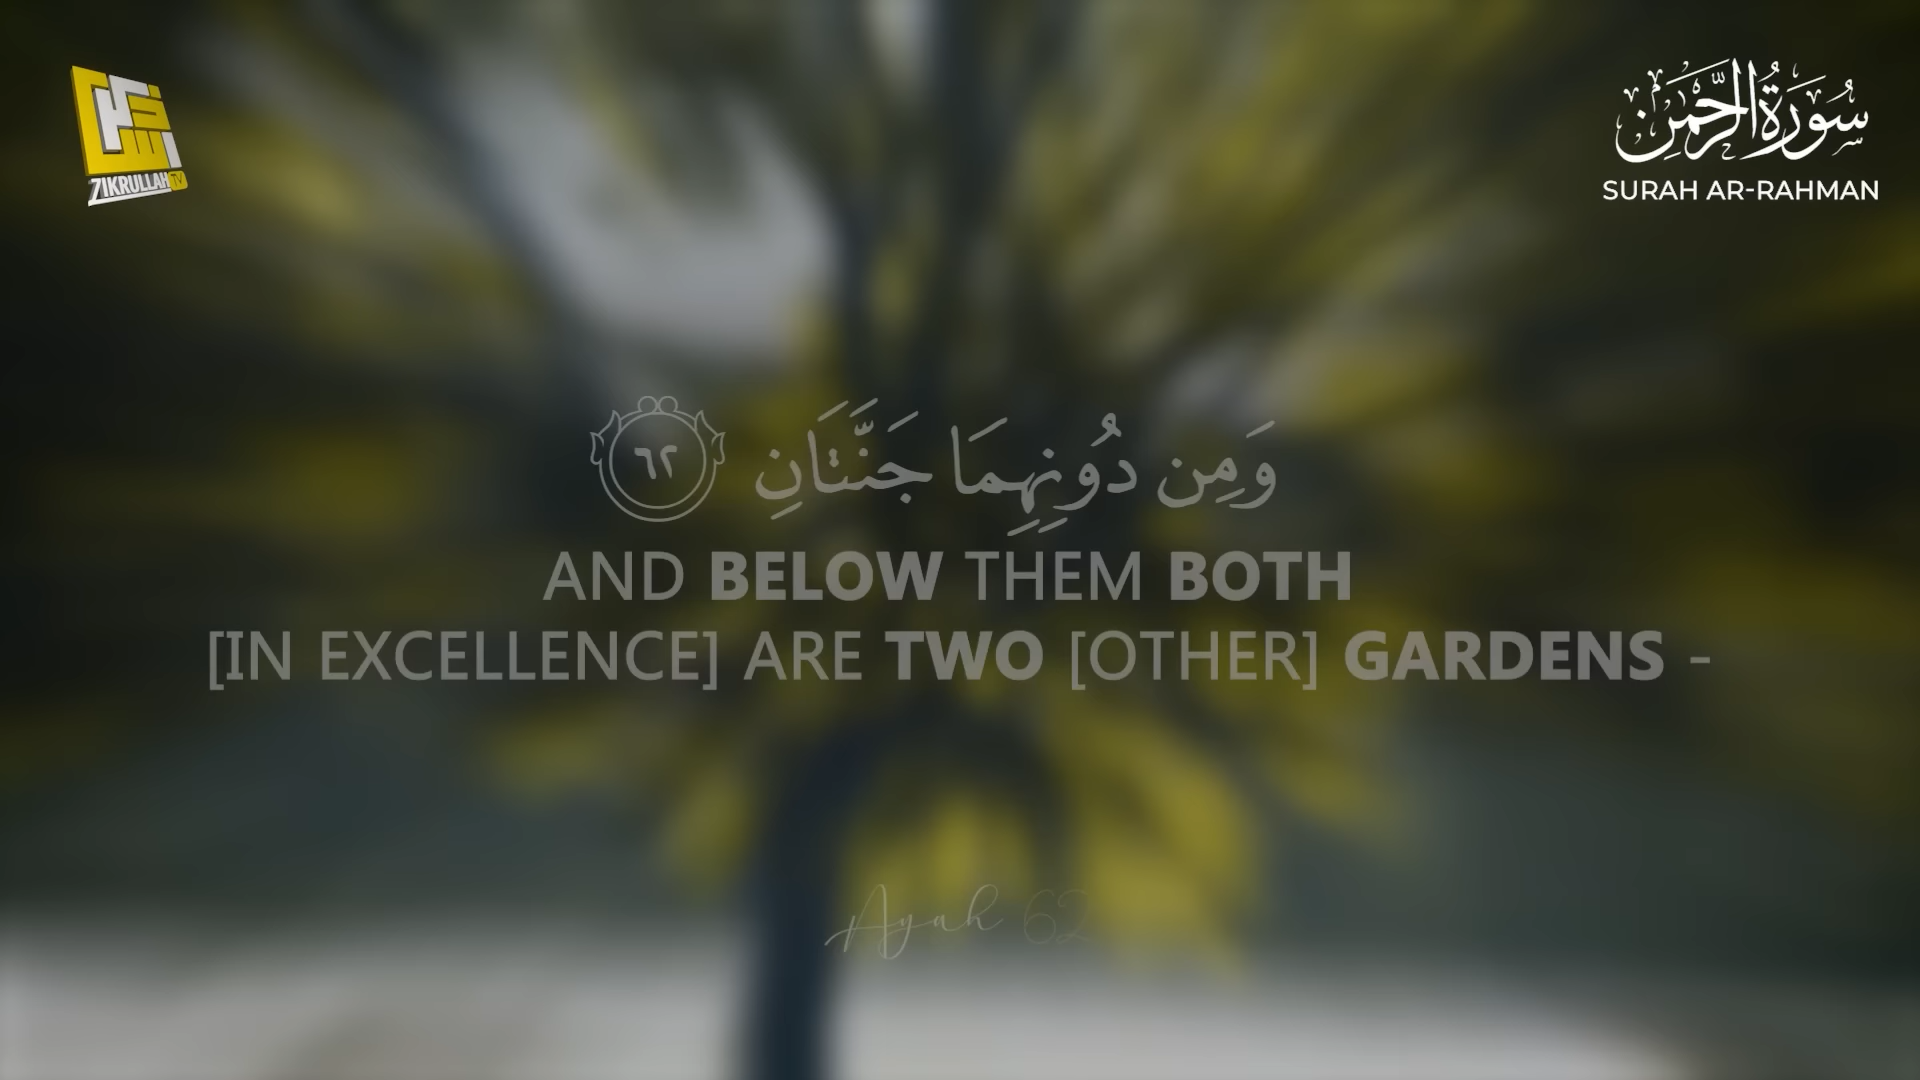 ZIKRULLAH TV
سُورَةُ الرَّحْمٰن
SURAH AR-RAHMAN
وَمِن دُونِهِمَا جَنَّتَانِ ٦٢
AND BELOW THEM BOTH
[IN EXCELLENCE] ARE TWO [OTHER] GARDENS -
Ayah 62